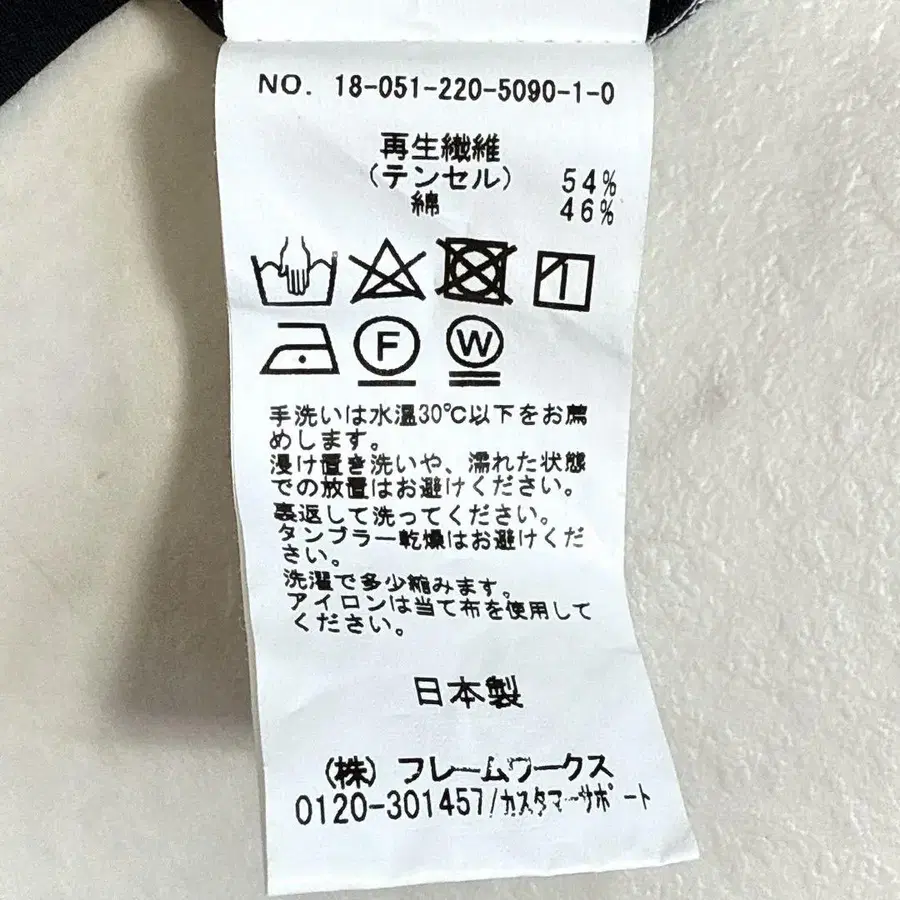 NO. 18-051-220-5090-1-0
再生繊維
(テンセル) 54%
綿 46%
F W
手洗いは水温30℃以下をお薦
めします。
浸け置き洗いや、濡れた状態
での放置はお避けください。
裏返して洗ってください。
タンブラー乾燥はお避けくだ
さい。
洗濯で多少縮みます。
アイロンは当て布を使用して
ください。
日本製
(株) フレームワークス
0120-301457/カスタマーサポート